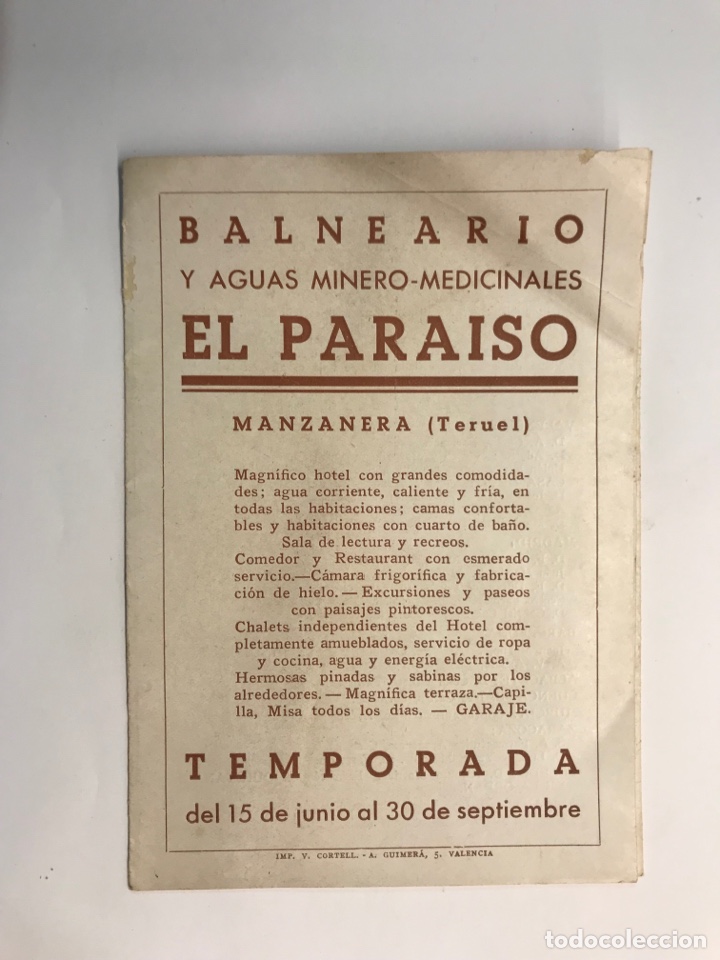 BALNEARIO
Y AGUAS MINERO-MEDICINALES
EL PARAISO
MANZANERA (Teruel)
Magnífico hotel con grandes comodida-
des; agua corriente, caliente y fría, en
todas las habitaciones; camas conforta-
bles y habitaciones con cuarto de baño.
Sala de lectura y recreos.
Comedor y Restaurant con esmerado
servicio.—Cámara frigorífica y fabrica-
ción de hielo. — Excursiones y paseos
con paisajes pintorescos.
Chalets independientes del Hotel com-
pletamente amueblados, servicio de ropa
y cocina, agua y energía eléctrica.
Hermosas pinadas y sabinas por los
alrededores. — Magnífica terraza.—Capi-
lla, Misa todos los días. — GARAJE.
TEMPORADA
del 15 de junio al 30 de septiembre
IMP. V. CORTELL. - A. GUIMERÁ, 5. VALENCIA
todocoleccion